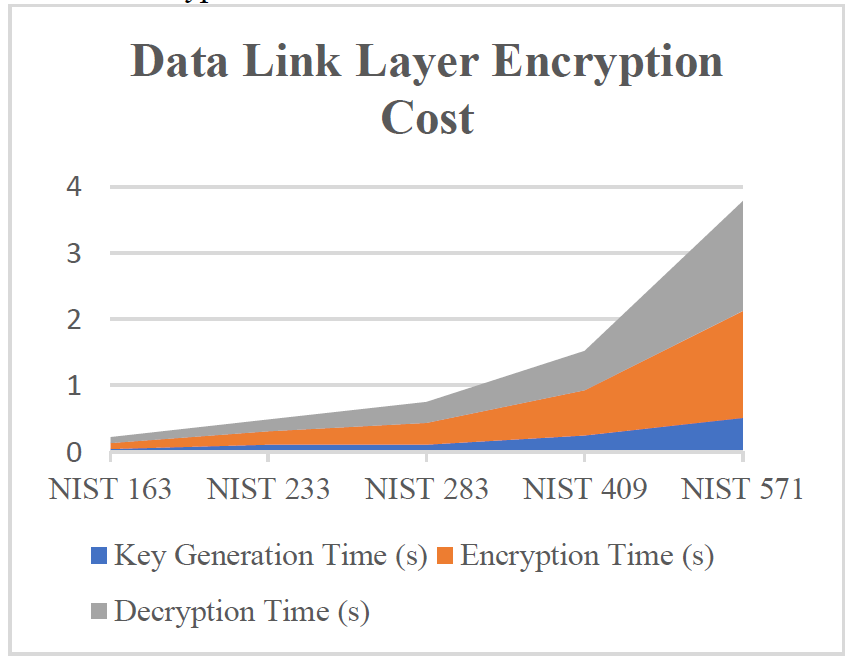 Data Link Layer Encryption
Cost
4
3
2
1
0
NIST 163 NIST 233 NIST 283 NIST 409 NIST 571
Key Generation Time (s) Encryption Time (s)
Decryption Time (s)